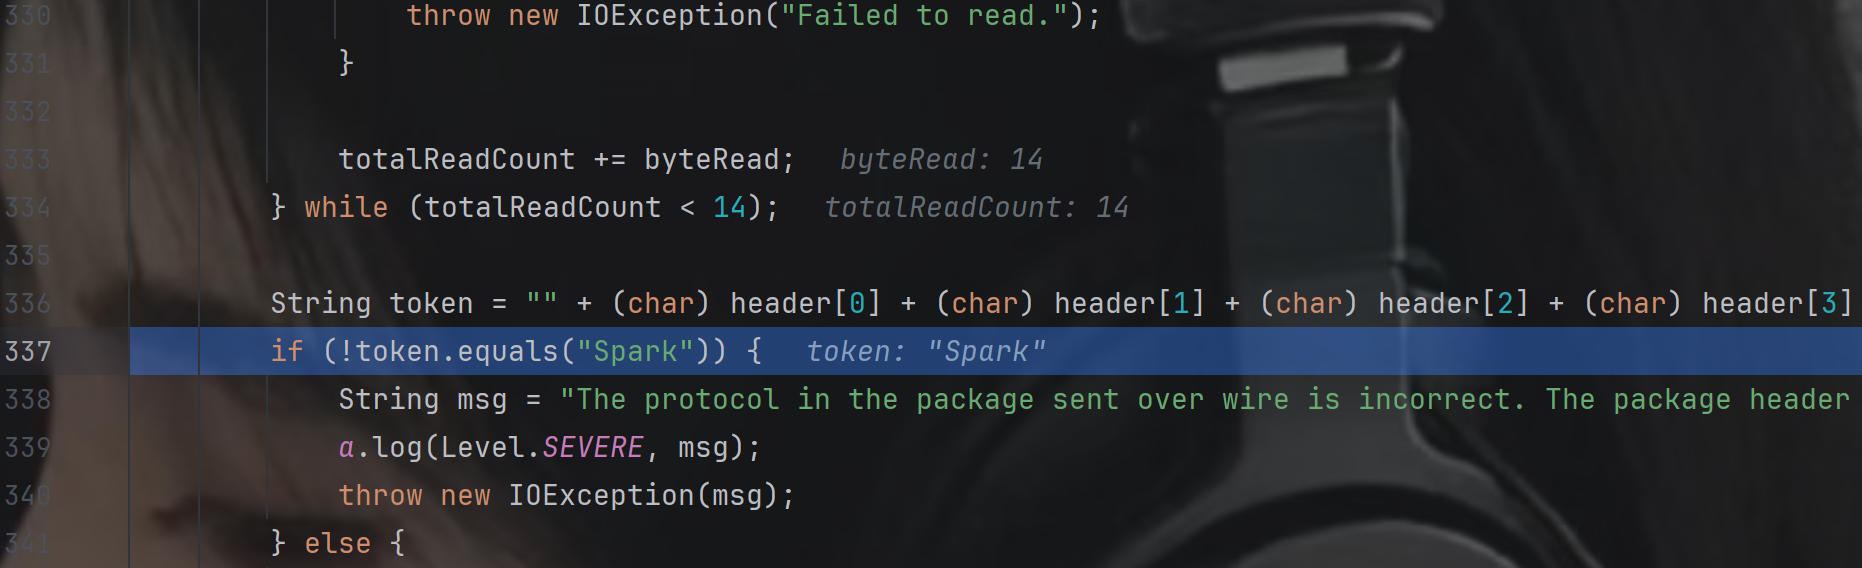 330 throw new IOException("Failed to read.");
331 }
332
333 totalReadCount += byteRead; byteRead: 14
334 } while (totalReadCount < 14); totalReadCount: 14
335
336 String token = "" + (char) header[0] + (char) header[1] + (char) header[2] + (char) header[3]
337 if (!token.equals("Spark")) { token: "Spark"
338 String msg = "The protocol in the package sent over wire is incorrect. The package header
339 a.log(Level.SEVERE, msg);
340 throw new IOException(msg);
341 } else {